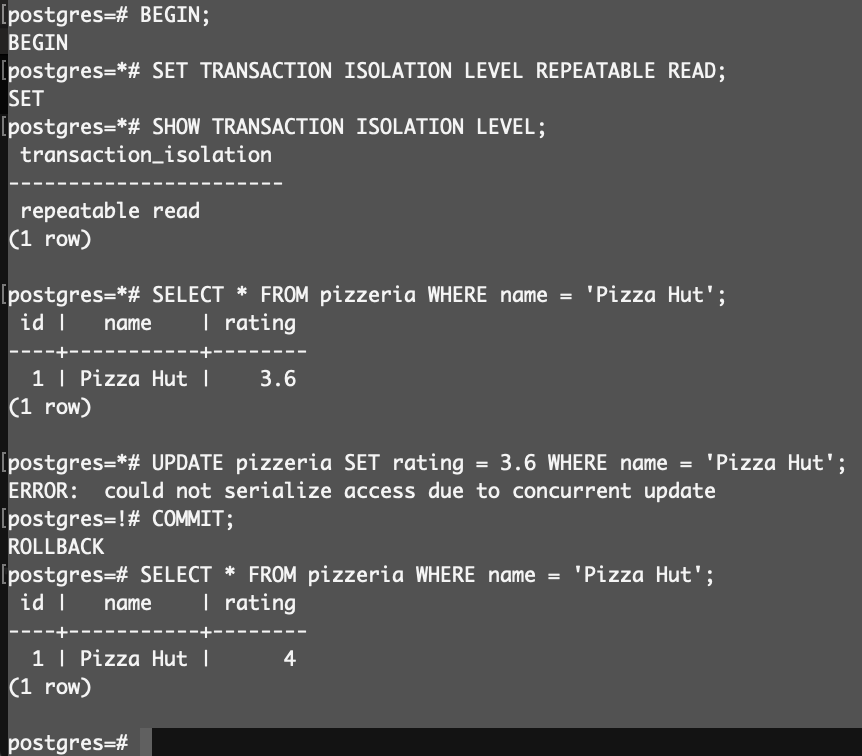 [postgres=# BEGIN;
BEGIN
[postgres=*# SET TRANSACTION ISOLATION LEVEL REPEATABLE READ;
SET
[postgres=*# SHOW TRANSACTION ISOLATION LEVEL;
 transaction_isolation
-----------------------
 repeatable read
(1 row)

[postgres=*# SELECT * FROM pizzeria WHERE name = 'Pizza Hut';
 id |   name    | rating
----+-----------+--------
  1 | Pizza Hut |    3.6
(1 row)

[postgres=*# UPDATE pizzeria SET rating = 3.6 WHERE name = 'Pizza Hut';
ERROR:  could not serialize access due to concurrent update
[postgres=!# COMMIT;
ROLLBACK
[postgres=# SELECT * FROM pizzeria WHERE name = 'Pizza Hut';
 id |   name    | rating
----+-----------+--------
  1 | Pizza Hut |      4
(1 row)

postgres=#